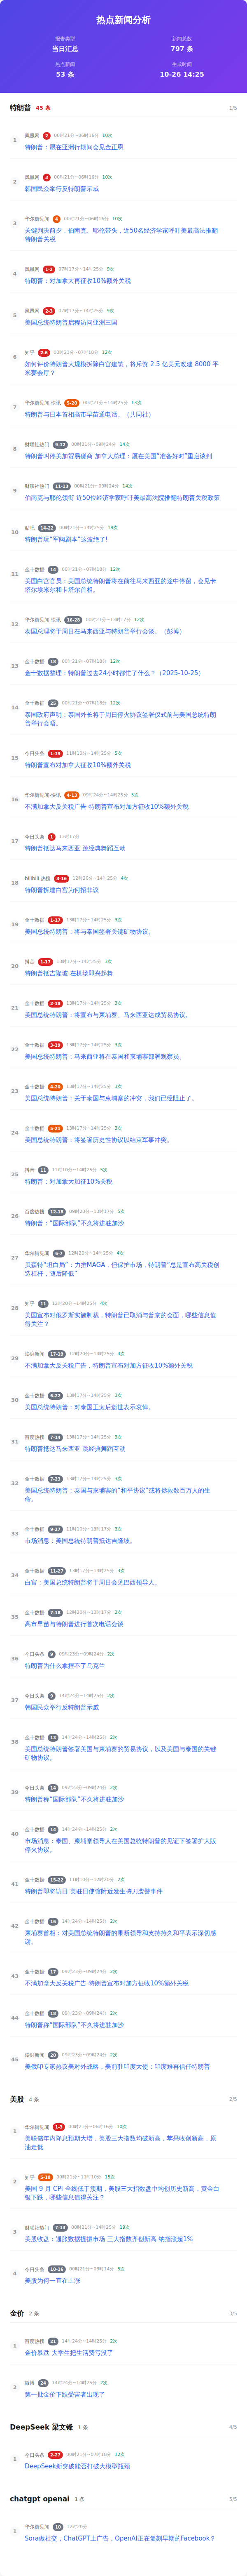 热点新闻分析
报告类型
当日汇总
新闻总数
797 条
热点新闻
53 条
生成时间
10-26 14:25
特朗普 45 条 1/5
1
凤凰网 2 00时21分~06时16分 10次
特朗普：愿在亚洲行期间会见金正恩
2
凤凰网 3 00时21分~06时16分 10次
韩国民众举行反特朗普示威
3
华尔街见闻 4 00时21分~06时16分 10次
关键判决前夕，伯南克、耶伦带头，近50名经济学家呼吁美最高法推翻
特朗普关税
4
凤凰网 1-2 07时17分~14时25分 9次
特朗普：对加拿大再征收10%额外关税
5
凤凰网 2-3 07时17分~14时25分 9次
美国总统特朗普启程访亚洲三国
6
知乎 2-4 00时21分~07时18分 12次
如何评价特朗普大规模拆除白宫建筑，将斥资 2.5 亿美元改建 8000 平
米宴会厅？
7
华尔街见闻-快讯 5-20 00时21分~14时25分 13次
特朗普与日本首相高市早苗通电话。（共同社）
8
财联社热门 9-12 00时21分~09时24分 14次
特朗普叫停美加贸易磋商 加拿大总理：愿在美国"准备好时"重启谈判
9
财联社热门 11-13 00时21分~09时24分 14次
伯南克与耶伦领衔 近50位经济学家呼吁美最高法院推翻特朗普关税政策
10
贴吧 14-22 00时21分~14时25分 19次
特朗普玩"军阀剧本"这波绝了！
11
金十数据 14 00时21分~07时18分 12次
美国白宫官员：美国总统特朗普将在前往马来西亚的途中停留，会见卡
塔尔埃米尔和卡塔尔首相。
12
华尔街见闻-快讯 16-28 00时21分~13时17分 12次
泰国总理将于周日在马来西亚与特朗普举行会谈。（彭博）
13
金十数据 18 00时21分~07时18分 12次
金十数据整理：特朗普过去24小时都忙了什么？（2025-10-25）
14
金十数据 25 00时21分~07时18分 12次
泰国政府声明：泰国外长将于周日停火协议签署仪式前与美国总统特朗
普举行会晤。
15
今日头条 1-19 11时10分~14时25分 5次
特朗普宣布对加拿大征收10%额外关税
16
华尔街见闻-快讯 4-13 09时24分~14时25分 5次
不满加拿大反关税广告 特朗普宣布对加方征收10%额外关税
17
今日头条 1 13时17分
特朗普抵达马来西亚 跳经典舞蹈互动
18
bilibili 热搜 3-16 12时20分~14时25分 4次
特朗普拆建白宫为何招非议
19
金十数据 1-17 13时17分~14时25分 3次
美国总统特朗普：将与泰国签署关键矿物协议。
20
抖音 1-17 13时17分~14时25分 3次
特朗普抵吉隆坡 在机场即兴起舞
21
金十数据 2-18 13时17分~14时25分 3次
美国总统特朗普：将宣布与柬埔寨、马来西亚达成贸易协议。
22
金十数据 3-19 13时17分~14时25分 3次
美国总统特朗普：马来西亚将在泰国和柬埔寨部署观察员。
23
金十数据 4-20 13时17分~14时25分 3次
美国总统特朗普：关于泰国与柬埔寨的冲突，我们已经阻止了。
24
金十数据 5-21 13时17分~14时25分 3次
美国总统特朗普：将签署历史性协议以结束军事冲突。
25
抖音 11 11时10分~14时25分 5次
特朗普：对加拿大加征10%关税
26
百度热搜 12-18 09时23分~13时17分 5次
特朗普："国际部队"不久将进驻加沙
27
华尔街见闻 6-7 12时20分~14时25分 4次
贝森特"坦白局"：力推MAGA，但保护市场，特朗普"总是宣布高关税创
造杠杆，随后降低"
28
知乎 11 12时20分~14时25分 4次
美国宣布对俄罗斯实施制裁，特朗普已取消与普京的会面，哪些信息值
得关注？
29
澎湃新闻 17-19 12时20分~14时25分 4次
不满加拿大反关税广告，特朗普宣布对加方征收10%额外关税
30
金十数据 6-22 13时17分~14时25分 3次
美国总统特朗普：对泰国王太后逝世表示哀悼。
31
百度热搜 7-14 13时17分~14时25分 3次
特朗普抵达马来西亚 跳经典舞蹈互动
32
金十数据 7-23 13时17分~14时25分 3次
美国总统特朗普：泰国与柬埔寨的"和平协议"或将拯救数百万人的生
命。
33
金十数据 9-27 11时10分~13时17分 3次
市场消息：美国总统特朗普抵达吉隆坡。
34
金十数据 11-27 13时17分~14时25分 3次
白宫：美国总统特朗普将于周日会见巴西领导人。
35
金十数据 7-18 12时20分~13时17分 2次
高市早苗与特朗普进行首次电话会谈
36
今日头条 9 09时23分~09时24分 2次
特朗普为什么拿捏不了乌克兰
37
今日头条 9 14时24分~14时25分 2次
韩国民众举行反特朗普示威
38
金十数据 13 14时24分~14时25分 2次
美国总统特朗普签署美国与柬埔寨的贸易协议，以及美国与泰国的关键
矿物协议。
39
今日头条 14 09时23分~09时24分 2次
特朗普称"国际部队"不久将进驻加沙
40
金十数据 14 14时24分~14时25分 2次
市场消息：泰国、柬埔寨领导人在美国总统特朗普的见证下签署扩大版
停火协议。
41
金十数据 15-22 11时10分~12时20分 2次
特朗普即将访日 美驻日使馆附近发生持刀袭警事件
42
金十数据 16 14时24分~14时25分 2次
柬埔寨首相：对美国总统特朗普的果断领导和支持持久和平表示深切感
谢。
43
金十数据 17 09时23分~09时24分 2次
不满加拿大反关税广告 特朗普宣布对加方征收10%额外关税
44
金十数据 18 09时23分~09时24分 2次
特朗普称"国际部队"不久将进驻加沙
45
澎湃新闻 20 09时23分~09时24分 2次
美俄印专家热议美对外战略，美前驻印度大使：印度难再信任特朗普
美股 4 条 2/5
1
华尔街见闻 1-3 00时21分~06时16分 10次
美联储年内降息预期大增，美股三大指数均破新高，苹果收创新高，原
油走低
2
知乎 5-18 00时21分~11时10分 15次
美国 9 月 CPI 全线低于预期，美股三大指数盘中均创历史新高，黄金白
银下跌，哪些信息值得关注？
3
财联社热门 7-13 00时21分~14时25分 19次
美股收盘：通胀数据提振市场 三大指数齐创新高 纳指涨超1%
4
今日头条 10-16 00时21分~03时14分 5次
美股为何一直在上涨
金价 2 条 3/5
1
百度热搜 21 14时24分~14时25分 2次
金价暴跌 大学生把生活费亏没了
2
微博 24 14时24分~14时25分 2次
第一批金价下跌受害者出现了
DeepSeek 梁文锋 1 条 4/5
1
今日头条 2-27 00时21分~07时18分 12次
DeepSeek新突破能否打破大模型瓶颈
chatgpt openai 1 条 5/5
1
华尔街见闻 10 12时20分
Sora做社交，ChatGPT上广告，OpenAI正在复刻早期的Facebook？